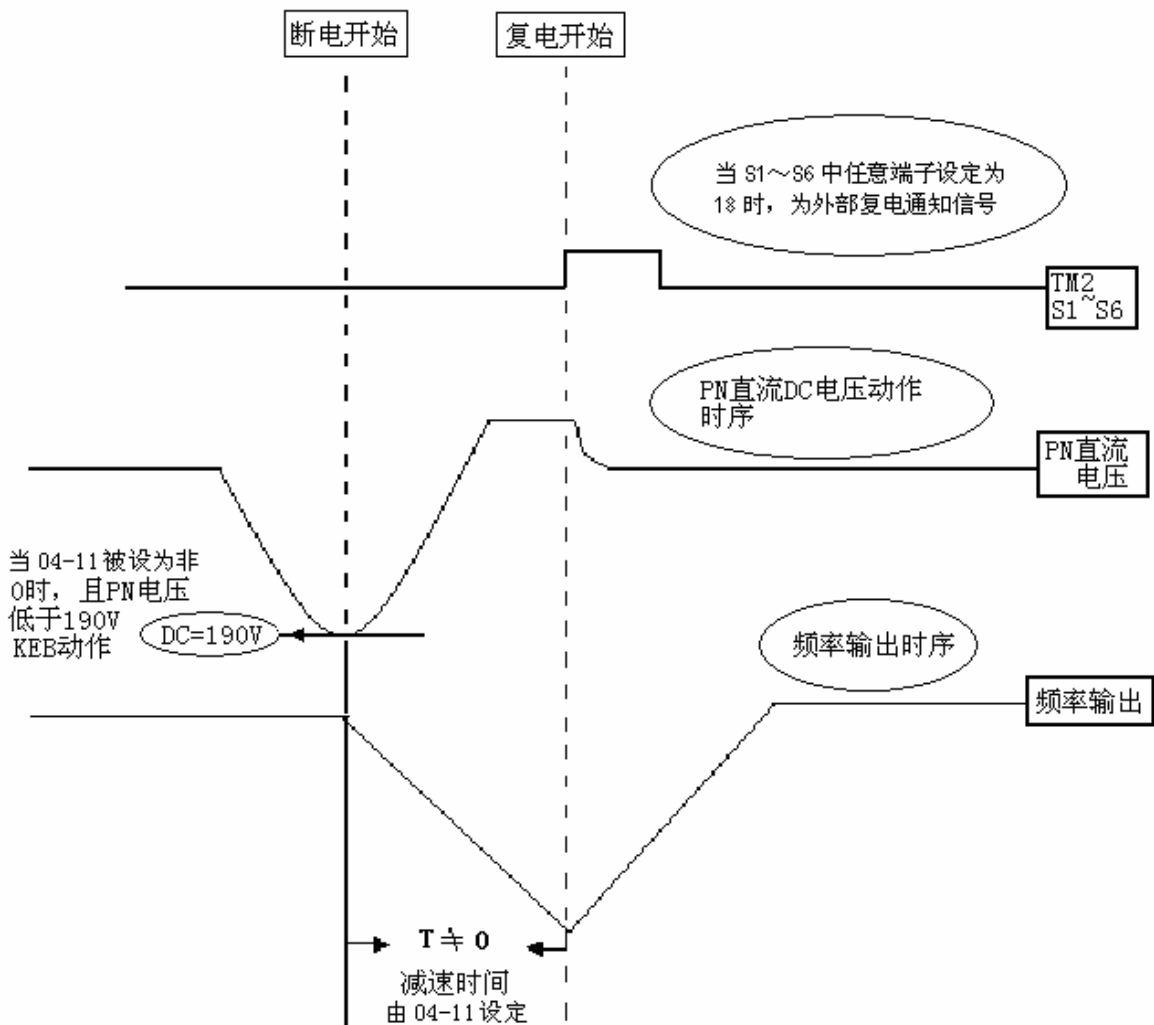 断电开始
复电开始
当 S1～S6 中任意端子设定为
18 时，为外部复电通知信号
TM2
S1~S6
PN直流DC电压动作
时序
PN直流
电压
当 04-11 被设为非
0时，且PN电压
低于190V
KEB动作
DC=190V
频率输出时序
频率输出
T ≒ 0
减速时间
由 04-11 设定